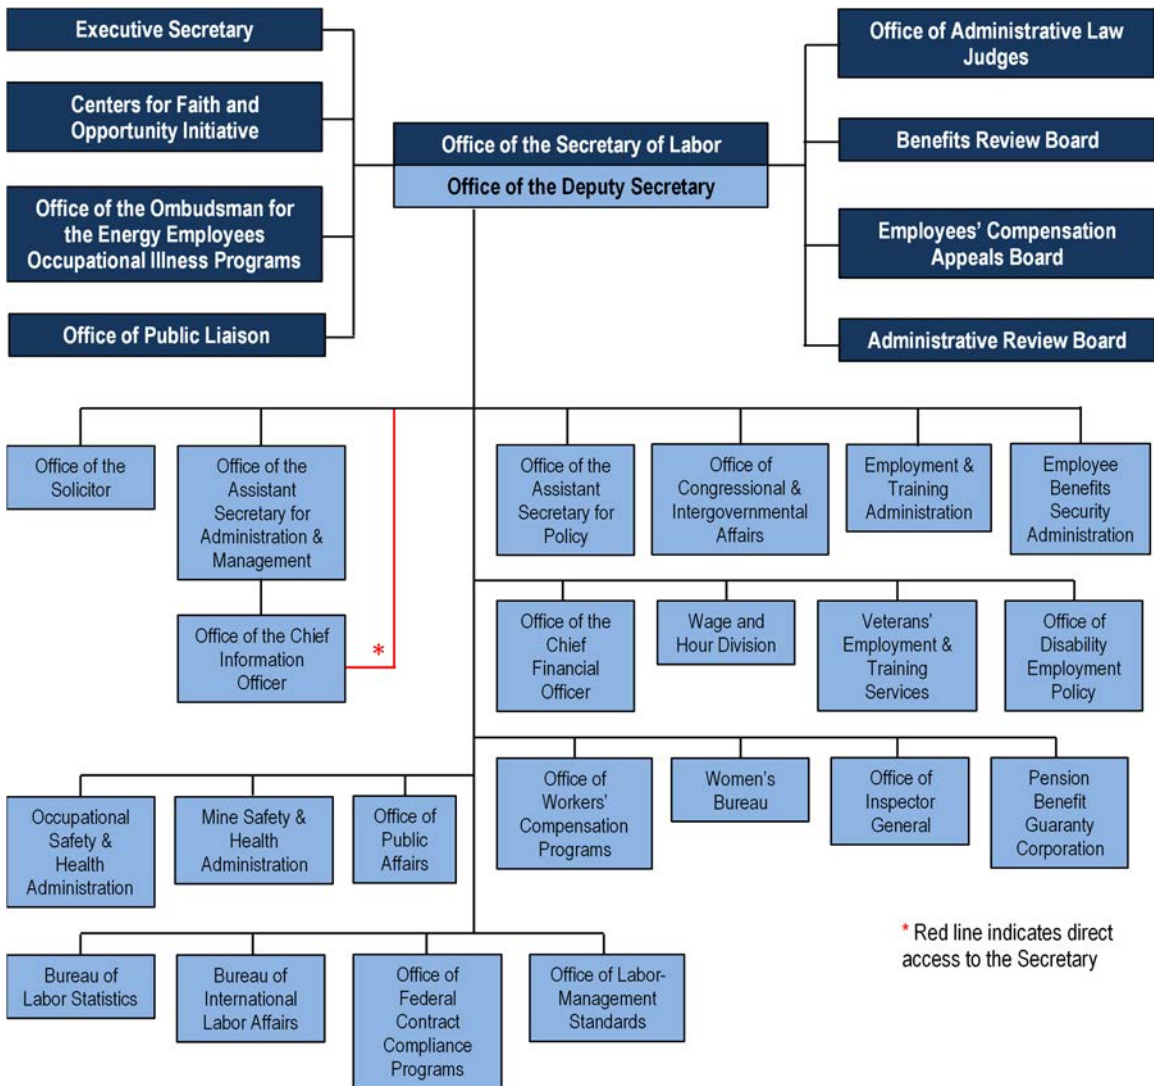 Executive Secretary
Centers for Faith and
Opportunity Initiative
Office of the Ombudsman for
the Energy Employees
Occupational Illness Programs
Office of Public Liaison
Office of the Secretary of Labor
Office of the Deputy Secretary
Office of Administrative Law
Judges
Benefits Review Board
Employees' Compensation
Appeals Board
Administrative Review Board
Office of the
Solicitor
Office of the
Assistant
Secretary for
Administration &
Management
Office of the Chief
Information
Officer
*
Office of the
Assistant
Secretary for
Policy
Office of
Congressional &
Intergovernmental
Affairs
Employment &
Training
Administration
Employee
Benefits
Security
Administration
Office of the
Chief
Financial
Officer
Wage and
Hour Division
Veterans'
Employment &
Training
Services
Office of
Disability
Employment
Policy
Occupational
Safety &
Health
Administration
Mine Safety &
Health
Administration
Office of
Public
Affairs
Office of
Workers'
Compensation
Programs
Women's
Bureau
Office of
Inspector
General
Pension
Benefit
Guaranty
Corporation
Bureau of
Labor Statistics
Bureau of
International
Labor Affairs
Office of
Federal
Contract
Compliance
Programs
Office of Labor-
Management
Standards
* Red line indicates direct
access to the Secretary